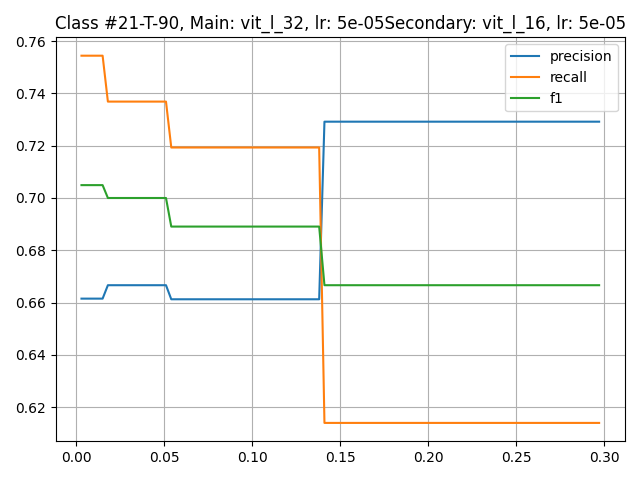 Class #21-T-90, Main: vit_l_32, lr: 5e-05Secondary: vit_l_16, lr: 5e-05
0.76
0.74
0.72
0.70
0.68
0.66
0.64
0.62
precision
recall
f1
0.00 0.05 0.10 0.15 0.20 0.25 0.30